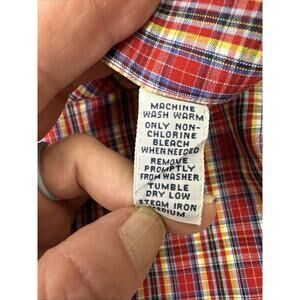 MACHINE
WASH WARM
ONLY NON-
CHLORINE
BLEACH
WHEN NEEDED
REMOVE
PROMPTLY
FROM WASHER
TUMBLE
DRY LOW
STEAM IRON
MEDIUM